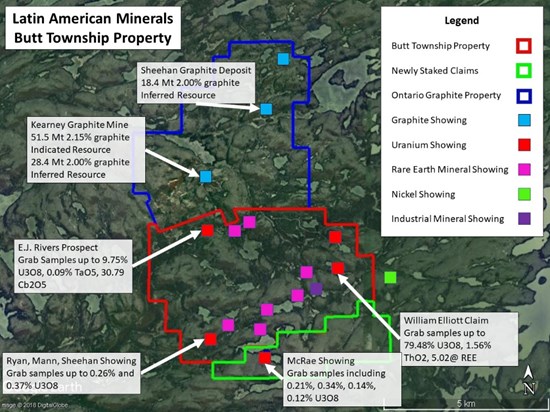 Latin American Minerals
Butt Township Property
Legend
Butt Township Property
Newly Staked Claims
Ontario Graphite Property
Graphite Showing
Uranium Showing
Rare Earth Mineral Showing
Nickel Showing
Industrial Mineral Showing
Sheehan Graphite Deposit
18.4 Mt 2.00% graphite
Inferred Resource
Kearney Graphite Mine
51.5 Mt 2.15% graphite
Indicated Resource
28.4 Mt 2.00% graphite
Inferred Resource
E.J. Rivers Prospect
Grab Samples up to 9.75%
U3O8, 0.09% TaO5, 30.79
Cb2O5
William Elliott Claim
Grab samples up to
79.48% U3O8, 1.56%
ThO2, 5.02@ REE
Ryan, Mann, Sheehan Showing
Grab samples up to 0.26% and
0.37% U3O8
McRae Showing
Grab samples including
0.21%, 0.34%, 0.14%,
0.12% U3O8
N
5 km
DigitalGlobe